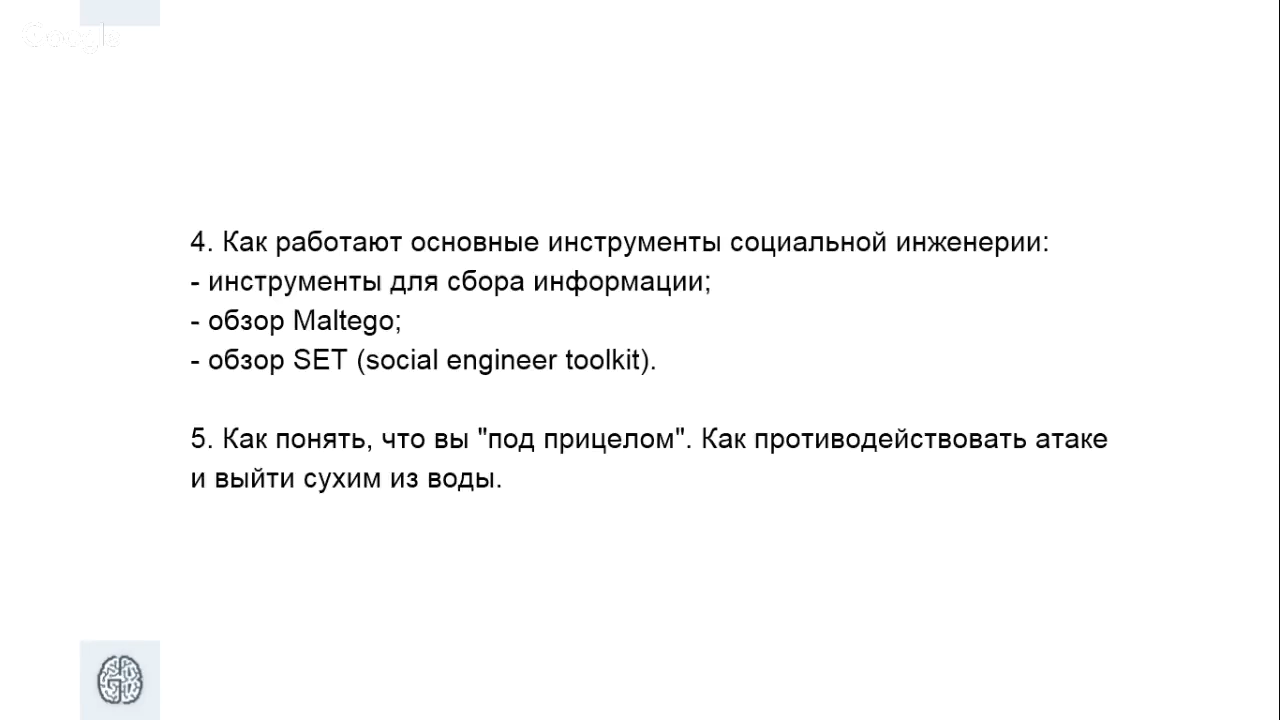 Google
4. Как работают основные инструменты социальной инженерии:
- инструменты для сбора информации;
- обзор Maltego;
- обзор SET (social engineer toolkit).
5. Как понять, что вы "под прицелом". Как противодействовать атаке
и выйти сухим из воды.